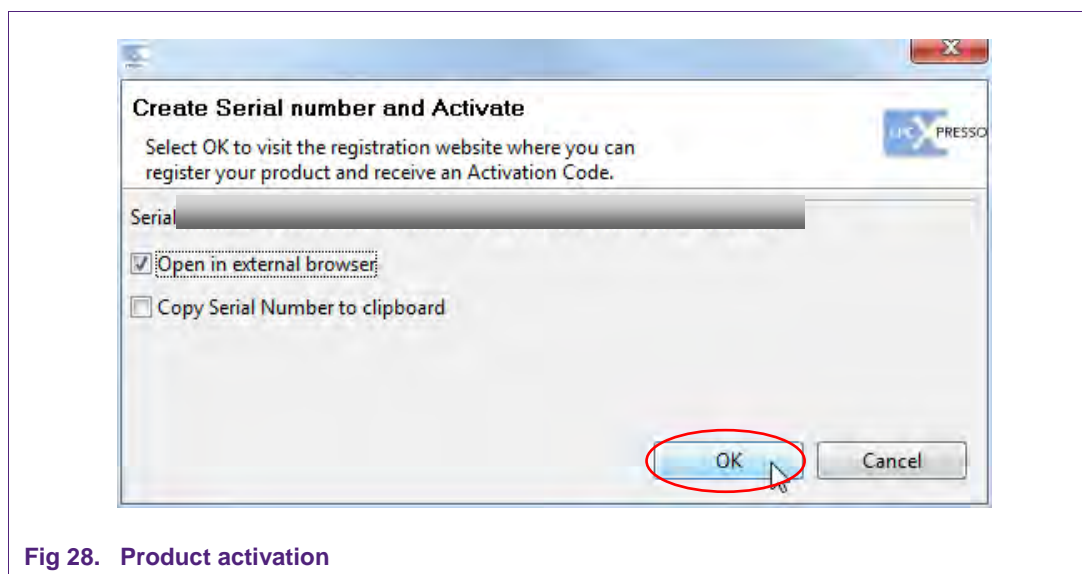 Create Serial number and Activate
Select OK to visit the registration website where you can
register your product and receive an Activation Code.
LPC XPRESSO
Serial
Open in external browser
Copy Serial Number to clipboard
OK Cancel
Fig 28. Product activation